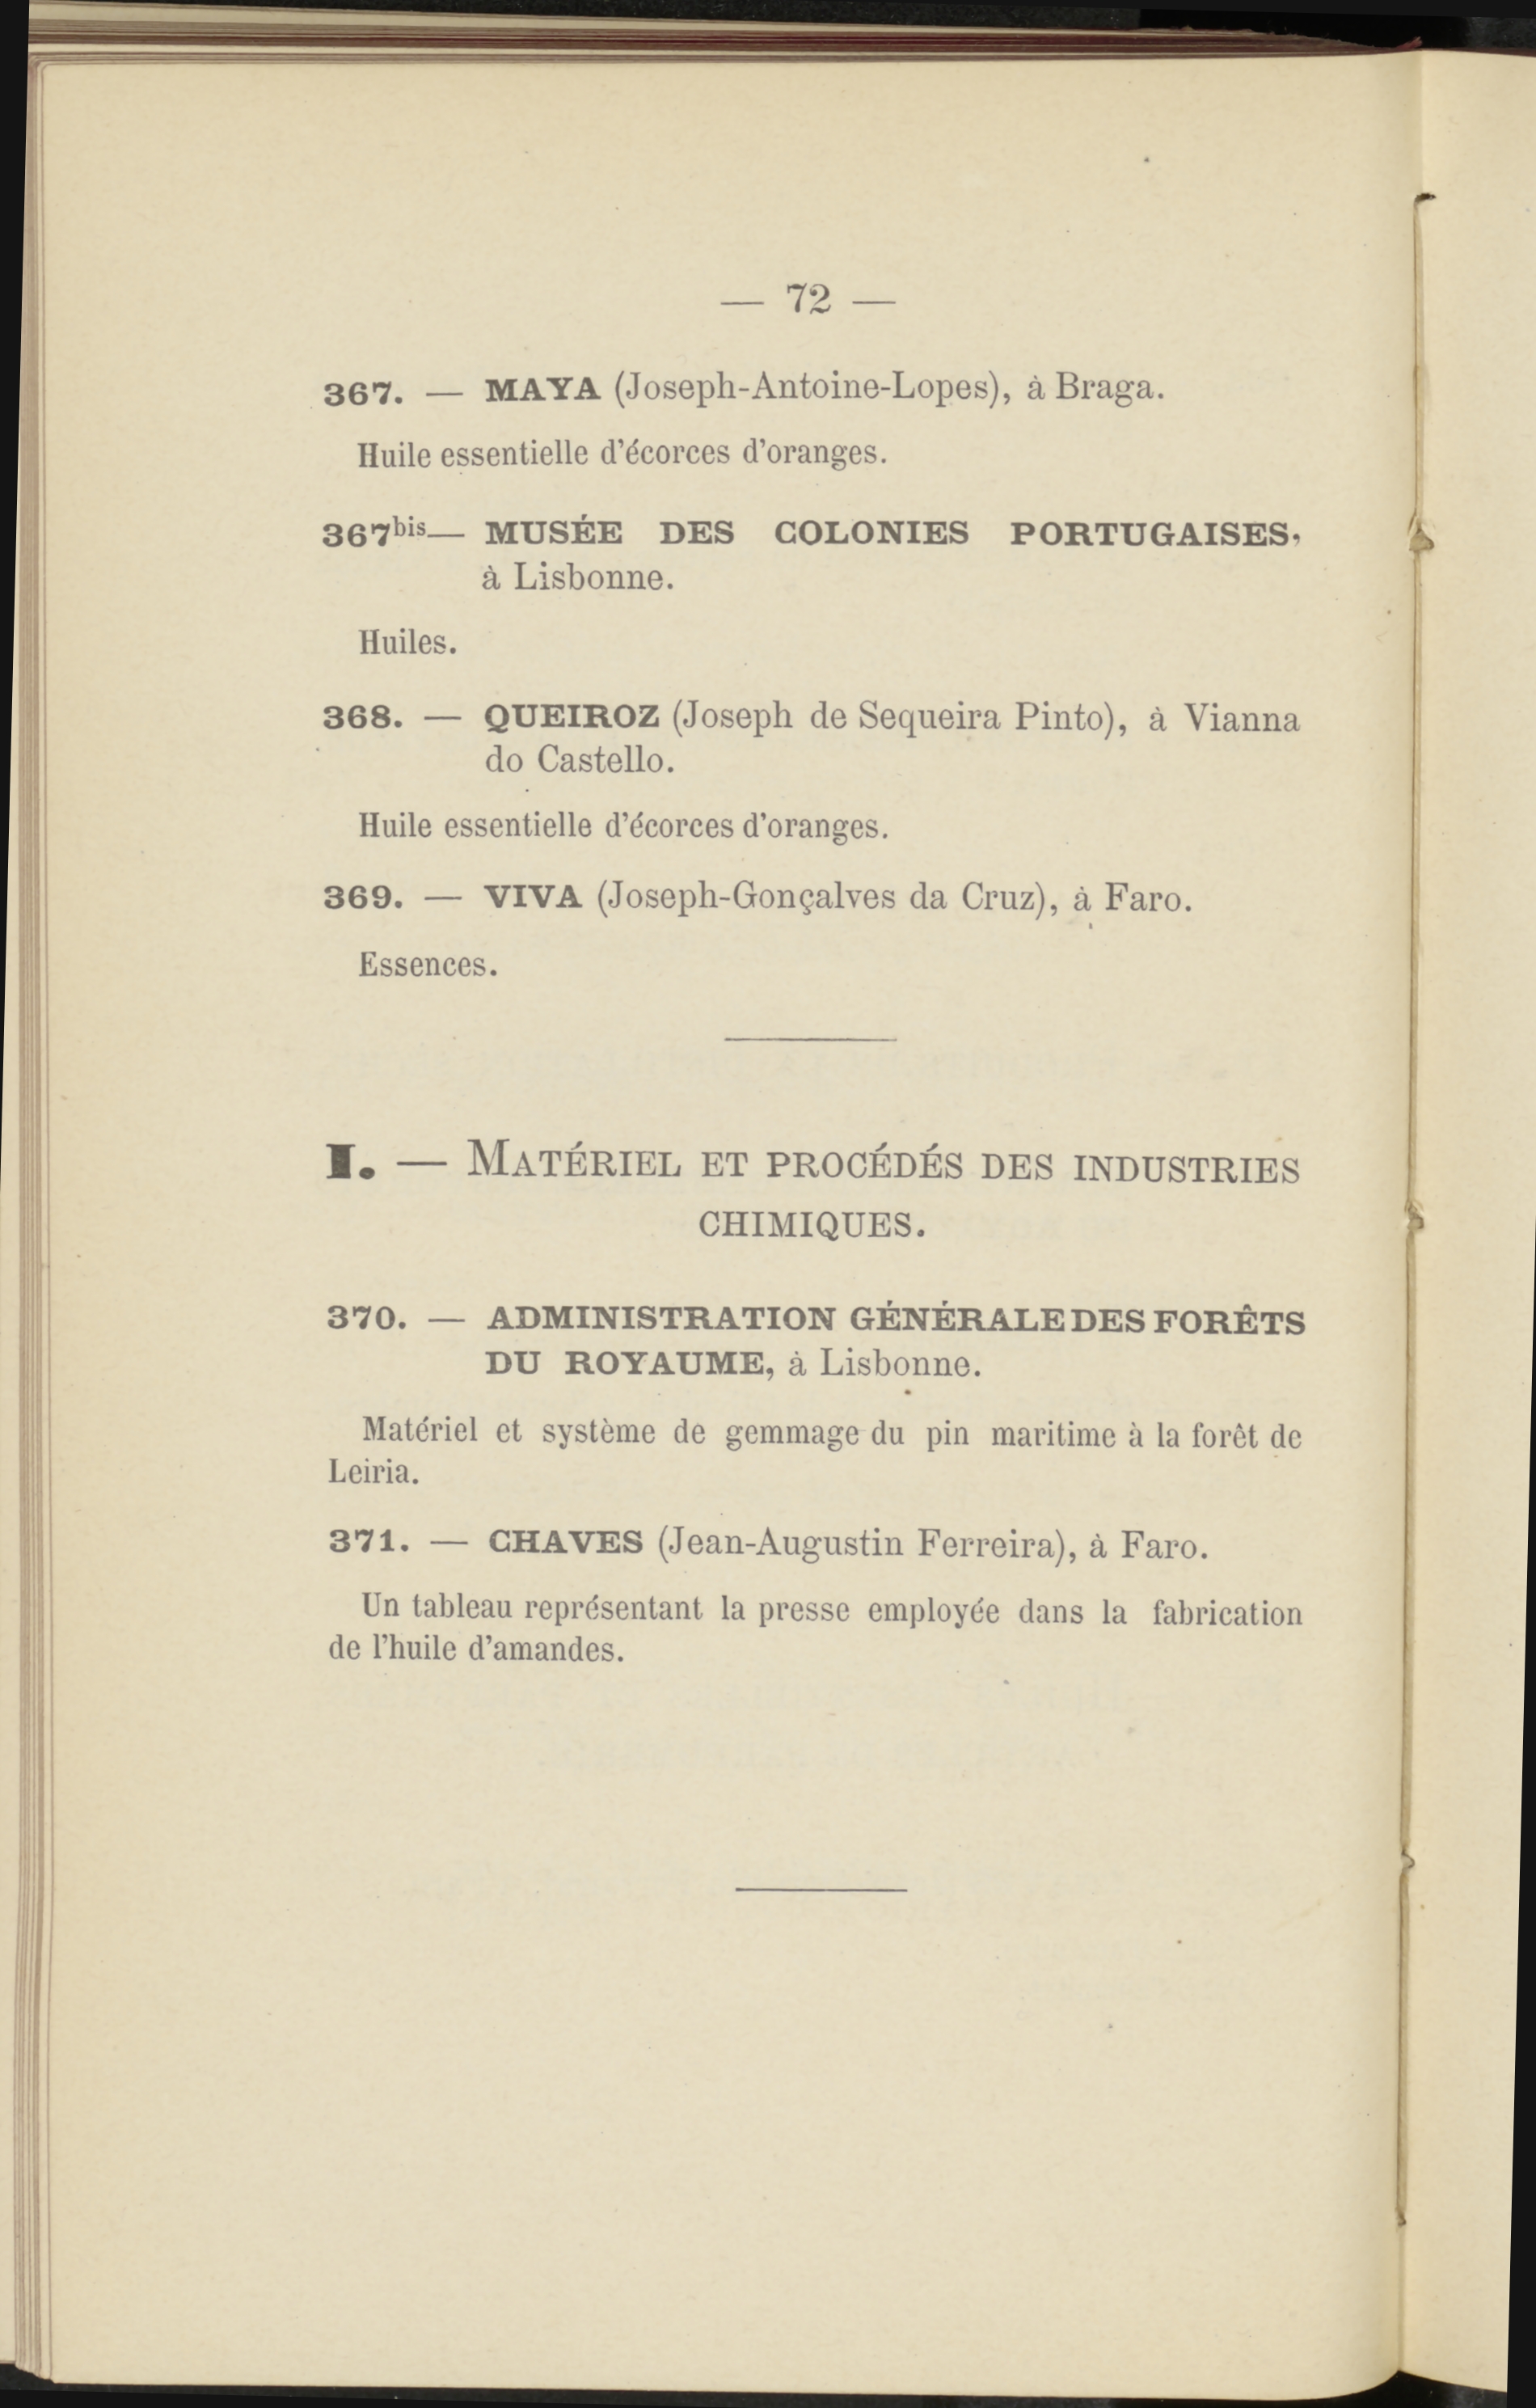 — 72 —
367. — MAYA (Joseph-Antoine-Lopes), à Braga.
Huile essentielle d'écorces d'oranges.
367bis— MUSÉE DES COLONIES PORTUGAISES,
à Lisbonne.
Huiles.
368. — QUEIROZ (Joseph de Sequeira Pinto), à Vianna
do Castello.
Huile essentielle d'écorces d'oranges.
369. — VIVA (Joseph-Gonçalves da Cruz), à Faro.
Essences.
I. — MATÉRIEL ET PROCÉDÉS DES INDUSTRIES
CHIMIQUES.
370. — ADMINISTRATION GÉNÉRALE DES FORÊTS
DU ROYAUME, à Lisbonne.
Matériel et système de gemmage du pin maritime à la forêt de
Leiria.
371. — CHAVES (Jean-Augustin Ferreira), à Faro.
Un tableau représentant la presse employée dans la fabrication
de l'huile d'amandes.